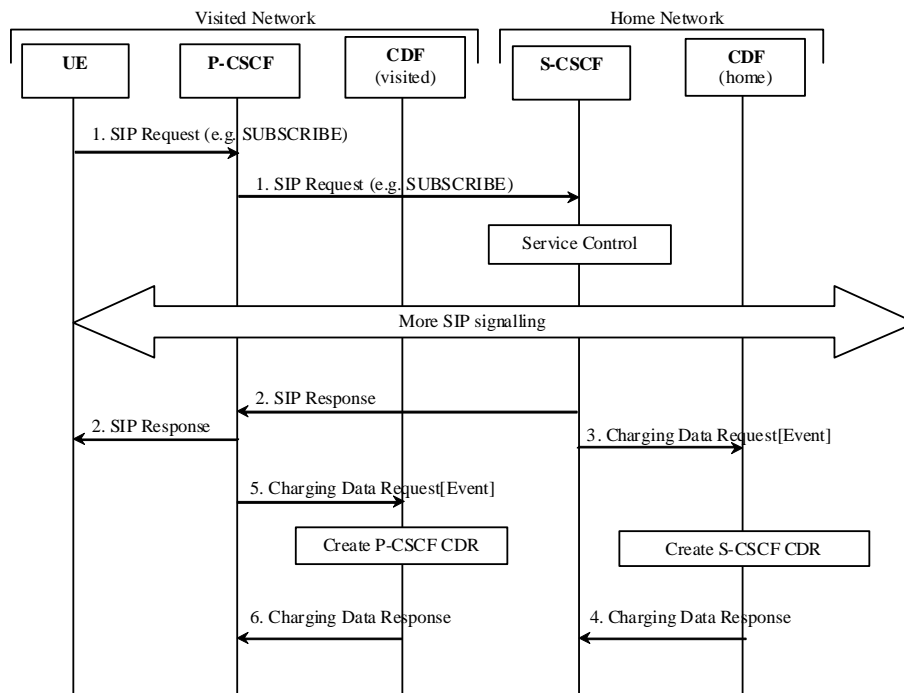 Visited Network
Home Network
UE
P-CSCF
CDF
(visited)
S-CSCF
CDF
(home)
1. SIP Request (e.g. SUBSCRIBE)
1. SIP Request (e.g. SUBSCRIBE)
Service Control
More SIP signalling
2. SIP Response
2. SIP Response
3. Charging Data Request[Event]
5. Charging Data Request[Event]
Create P-CSCF CDR
Create S-CSCF CDR
6. Charging Data Response
4. Charging Data Response